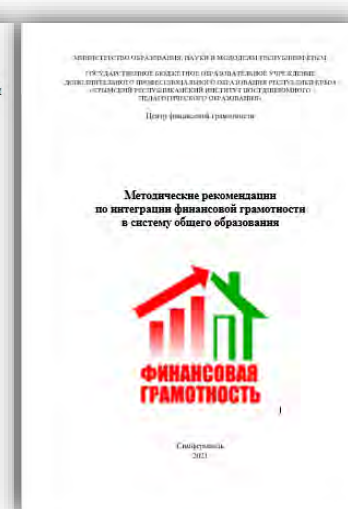 МИНИСТЕРСТВО ОБРАЗОВАНИЯ, НАУКИ И МОЛОДЕЖИ РЕСПУБЛИКИ КРЫМ
ГОСУДАРСТВЕННОЕ БЮДЖЕТНОЕ ОБРАЗОВАТЕЛЬНОЕ УЧРЕЖДЕНИЕ
ДОПОЛНИТЕЛЬНОГО ПРОФЕССИОНАЛЬНОГО ОБРАЗОВАНИЯ РЕСПУБЛИКИ КРЫМ
«КРЫМСКИЙ РЕСПУБЛИКАНСКИЙ ИНСТИТУТ ПОСТДИПЛОМНОГО
ПЕДАГОГИЧЕСКОГО ОБРАЗОВАНИЯ»
Центр финансовой грамотности
Методические рекомендации
по интеграции финансовой грамотности
в систему общего образования
ФИНАНСОВАЯ
ГРАМОТНОСТЬ
Симферополь
2021